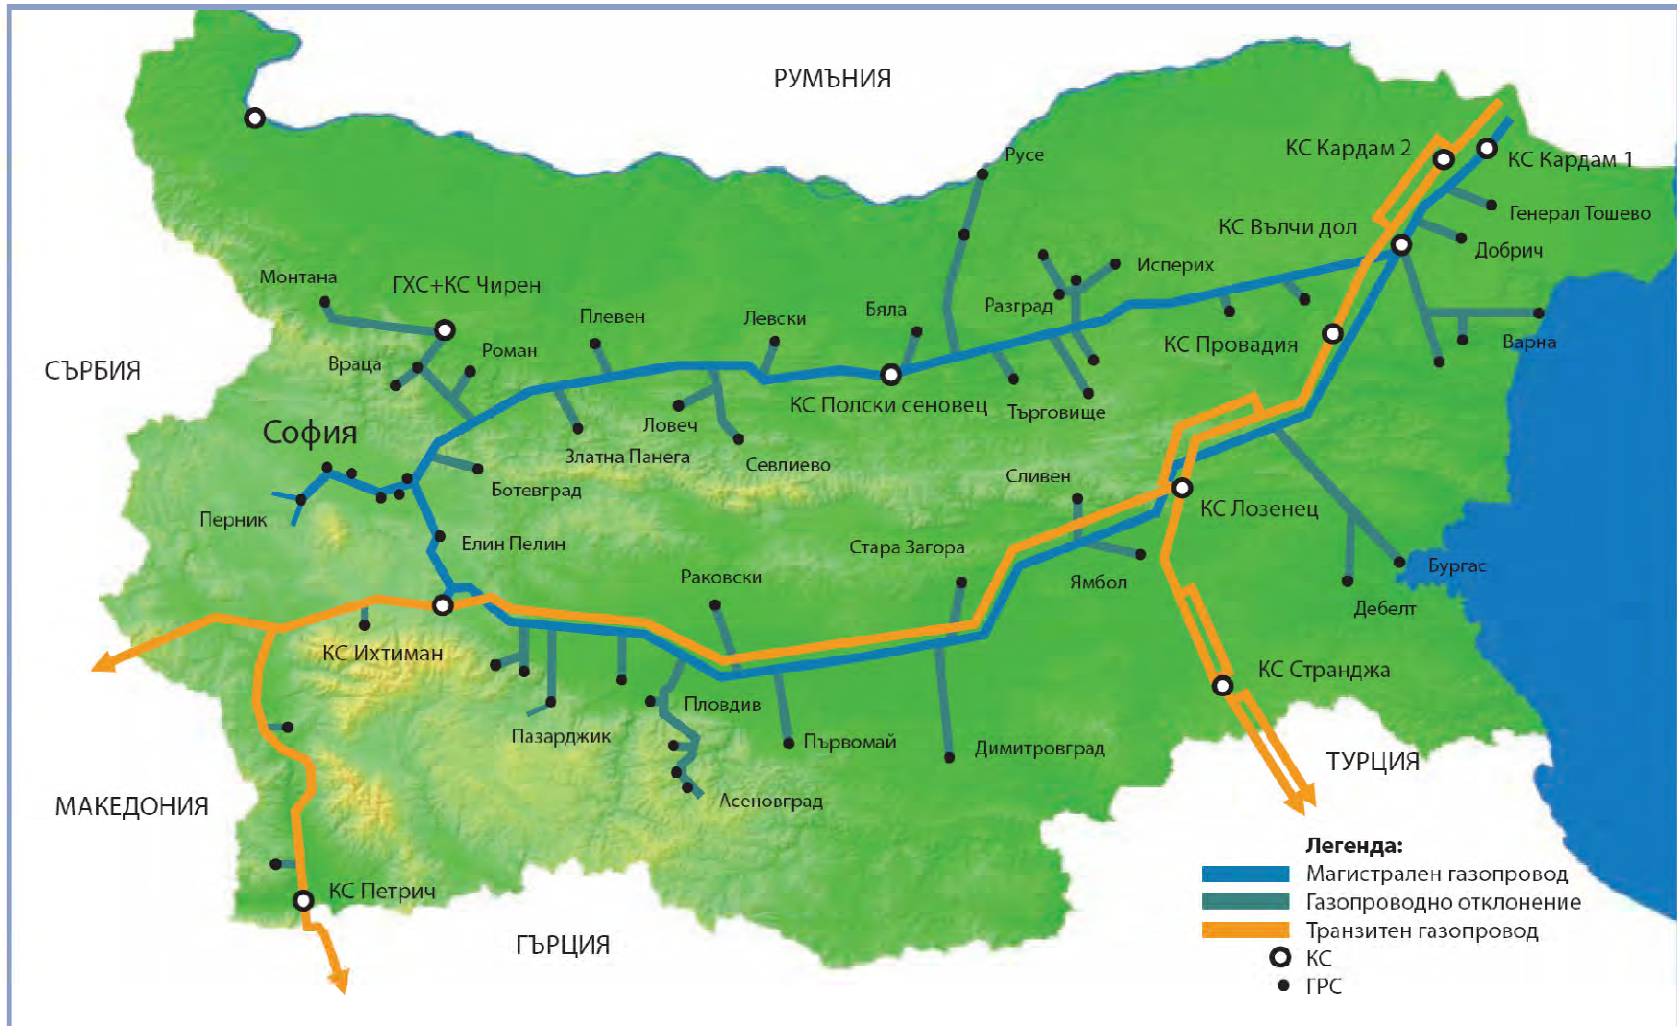 РУМЪНИЯ
Русе
КС Кардам 2
КС Кардам 1
Генерал Тошево
КС Вълчи дол
Добрич
Исперих
Монтана
ГХС+КС Чирен
Разград
Бяла
Плевен
Левски
КС Провадия
Варна
Роман
Враца
СЪРБИЯ
КС Полски сеновец
Търговище
Ловеч
София
Златна Панега
Севлиево
Сливен
Ботевград
КС Лозенец
Перник
Елин Пелин
Стара Загора
Раковски
Ямбол
Бургас
Дебелт
КС Ихтиман
КС Странджа
Пловдив
Пазарджик
Първомай
Димитровград
ТУРЦИЯ
МАКЕДОНИЯ
Асеновград
КС Петрич
ГЪРЦИЯ
Легенда:
Магистрален газопровод
Газопроводно отклонение
Транзитен газопровод
КС
ГРС